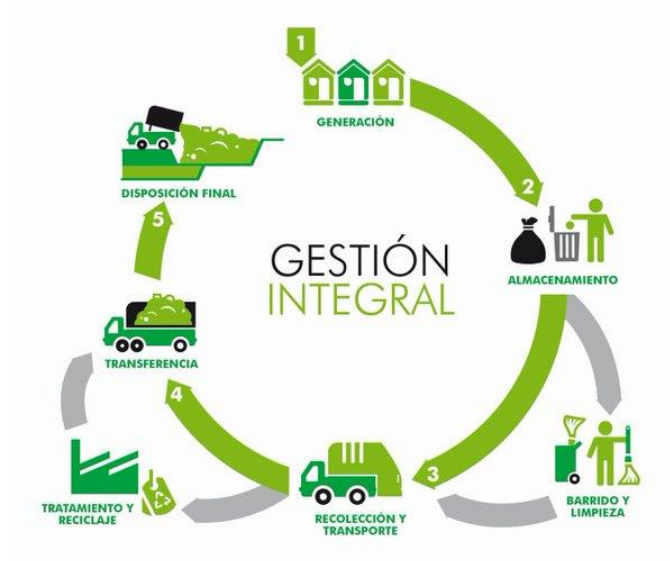 1
GENERACIÓN
2
ALMACENAMIENTO
BARRIDO Y
LIMPIEZA
3
RECOLECCIÓN Y
TRANSPORTE
TRATAMIENTO Y
RECICLAJE
4
TRANSFERENCIA
5
DISPOSICIÓN FINAL
GESTIÓN
INTEGRAL